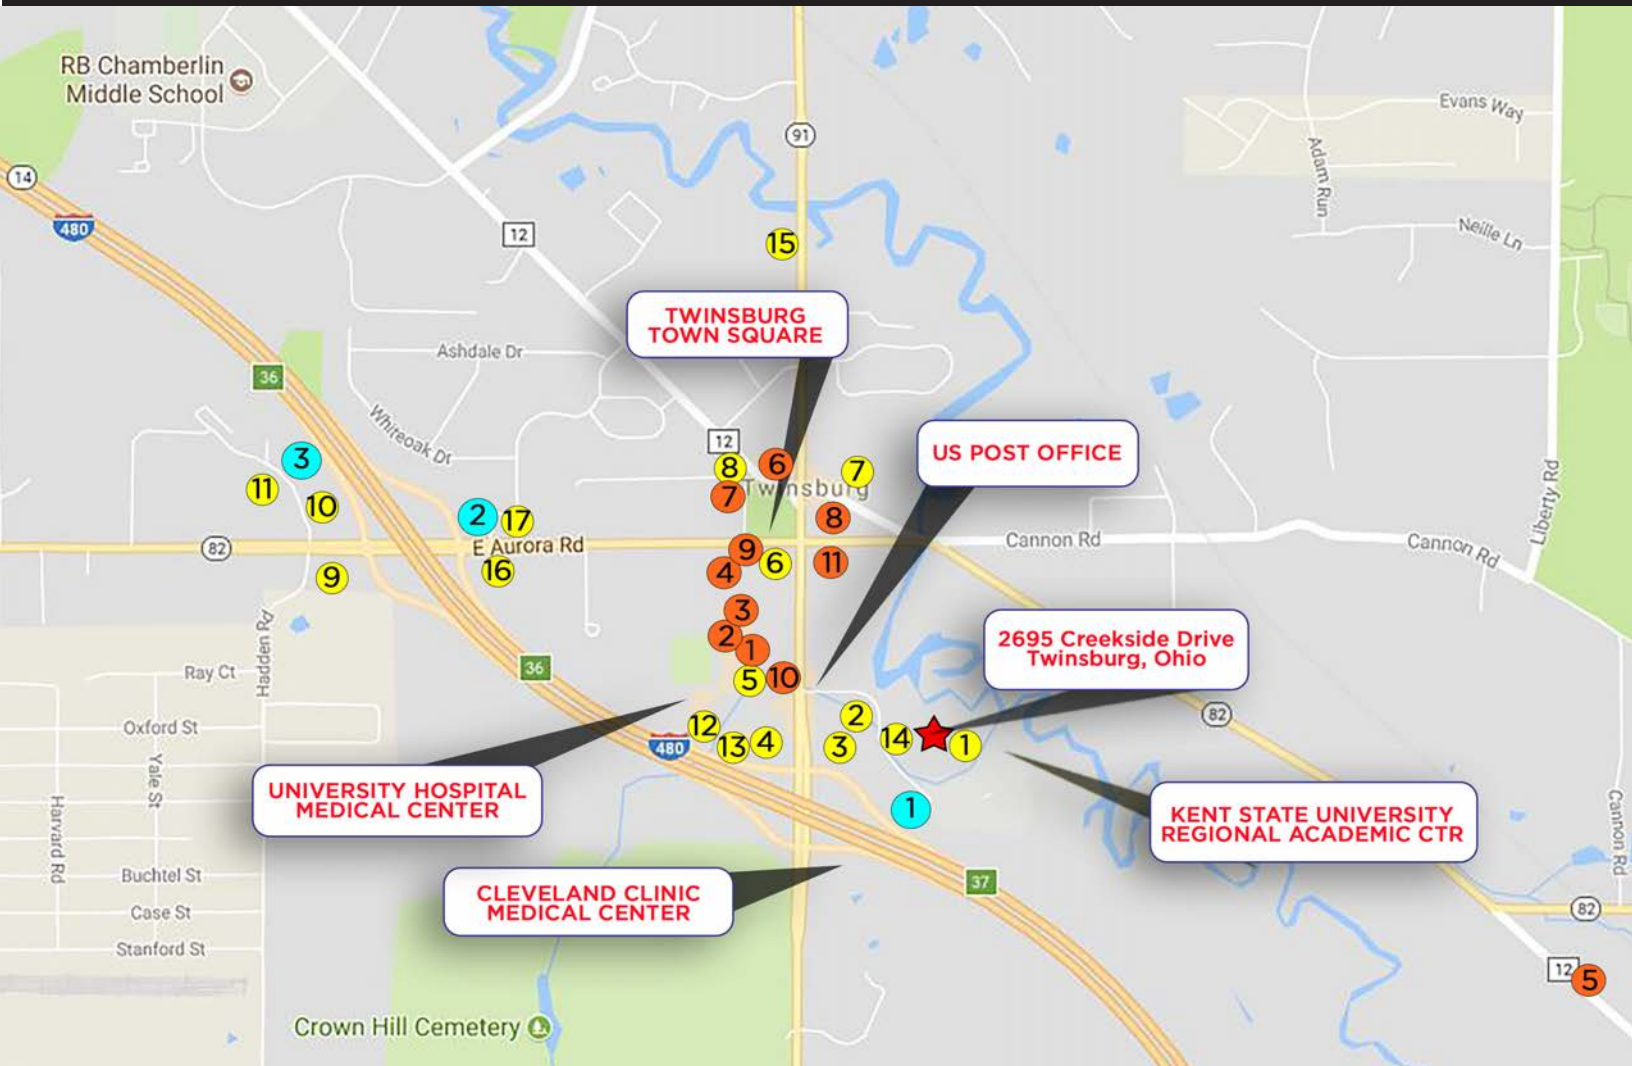 RB Chamberlin
Middle School
Evans Way
91
Adam Run
14
480
12
Neille Ln
15
TWINSBURG
TOWN SQUARE
Ashdale Dr
36
Whiteoak Dr
12
US POST OFFICE
3
8
6
7
11
10
7
Twinsburg
2
17
8
Liberty Rd
82
E Aurora Rd
Cannon Rd
Cannon Rd
9
16
9
4
6
11
3
2
1
2695 Creekside Drive
Twinsburg, Ohio
Hadden Rd
Ray Ct
36
5
10
Oxford St
12
2
82
480
13
4
3
14
1
Yale St
UNIVERSITY HOSPITAL
MEDICAL CENTER
1
KENT STATE UNIVERSITY
REGIONAL ACADEMIC CTR
Harvard Rd
Cannon Rd
Buchtel St
CLEVELAND CLINIC
MEDICAL CENTER
37
Case St
82
Stanford St
12
5
Crown Hill Cemetery